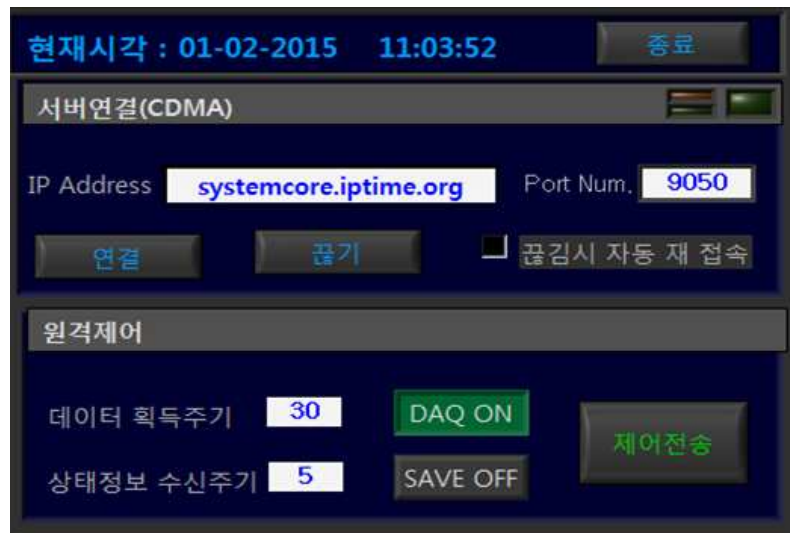 현재시각 : 01-02-2015 11:03:52 종료
서버연결(CDMA)
IP Address systemcore.iptime.org Port Num. 9050
연결 끊기 끊김시 자동 재 접속
원격제어
데이터 획득주기 30 DAQ ON
제어전송
상태정보 수신주기 5 SAVE OFF